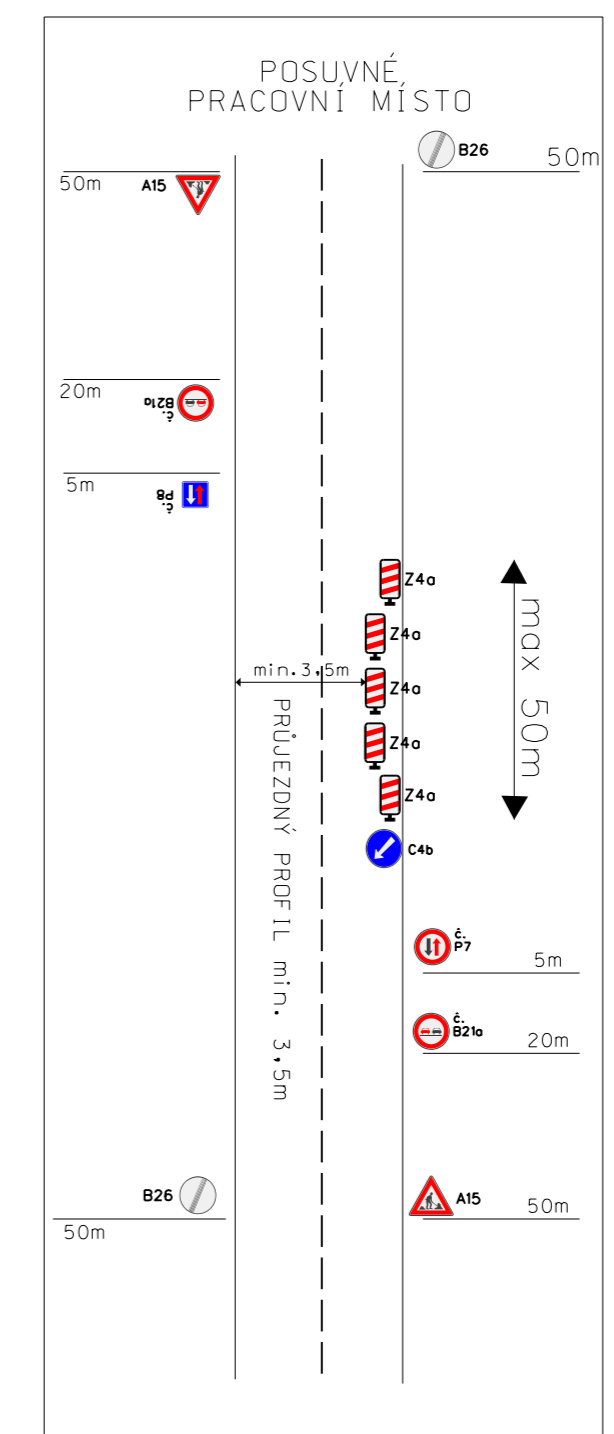 POSUVNÉ
PRACOVNÍ MÍSTO
B26 50m
50m A15
20m č. B21a
5m č. P8
Z4a
Z4a
min.3,5m
Z4a
Z4a
Z4a
max 50m
PRŮJEZDNÝ PROFIL min. 3,5m
C4b
č. P7 5m
č. B21a 20m
B26 50m
A15 50m